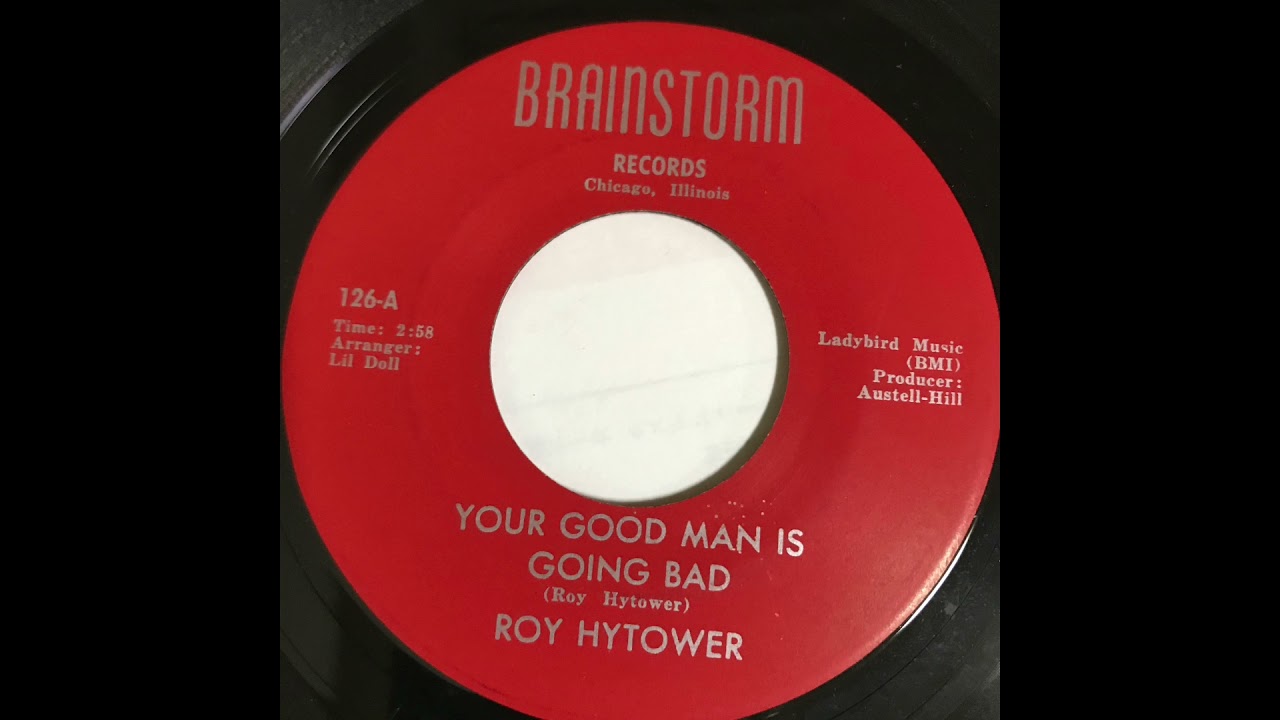 BRAINSTORM
RECORDS
Chicago, Illinois
126-A
Time: 2:58
Arranger:
Lil Doll
Ladybird Music
(BMI)
Producer:
Austell-Hill
YOUR GOOD MAN IS
GOING BAD
(Roy Hytower)
ROY HYTOWER